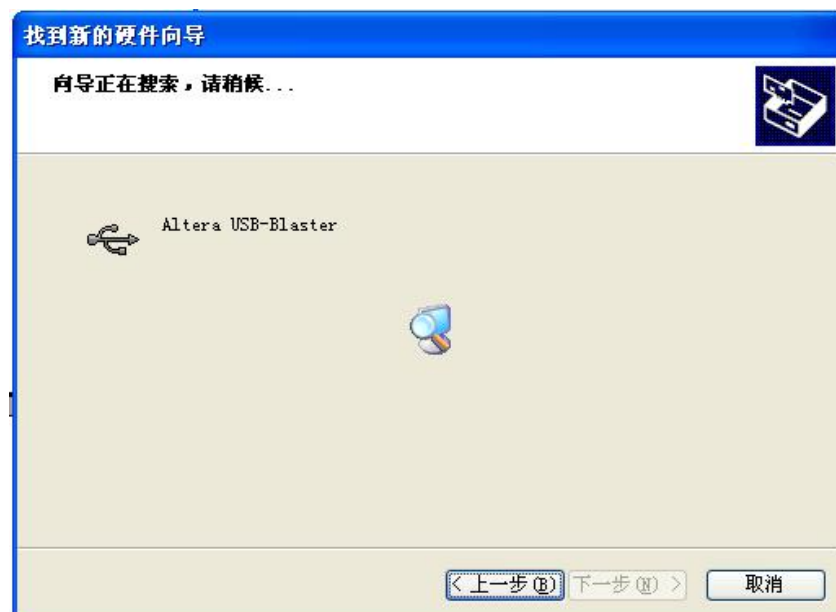 找到新的硬件向导
向导正在搜索，请稍候...
Altera USB-Blaster
< 上一步(B) 下一步(N) > 取消